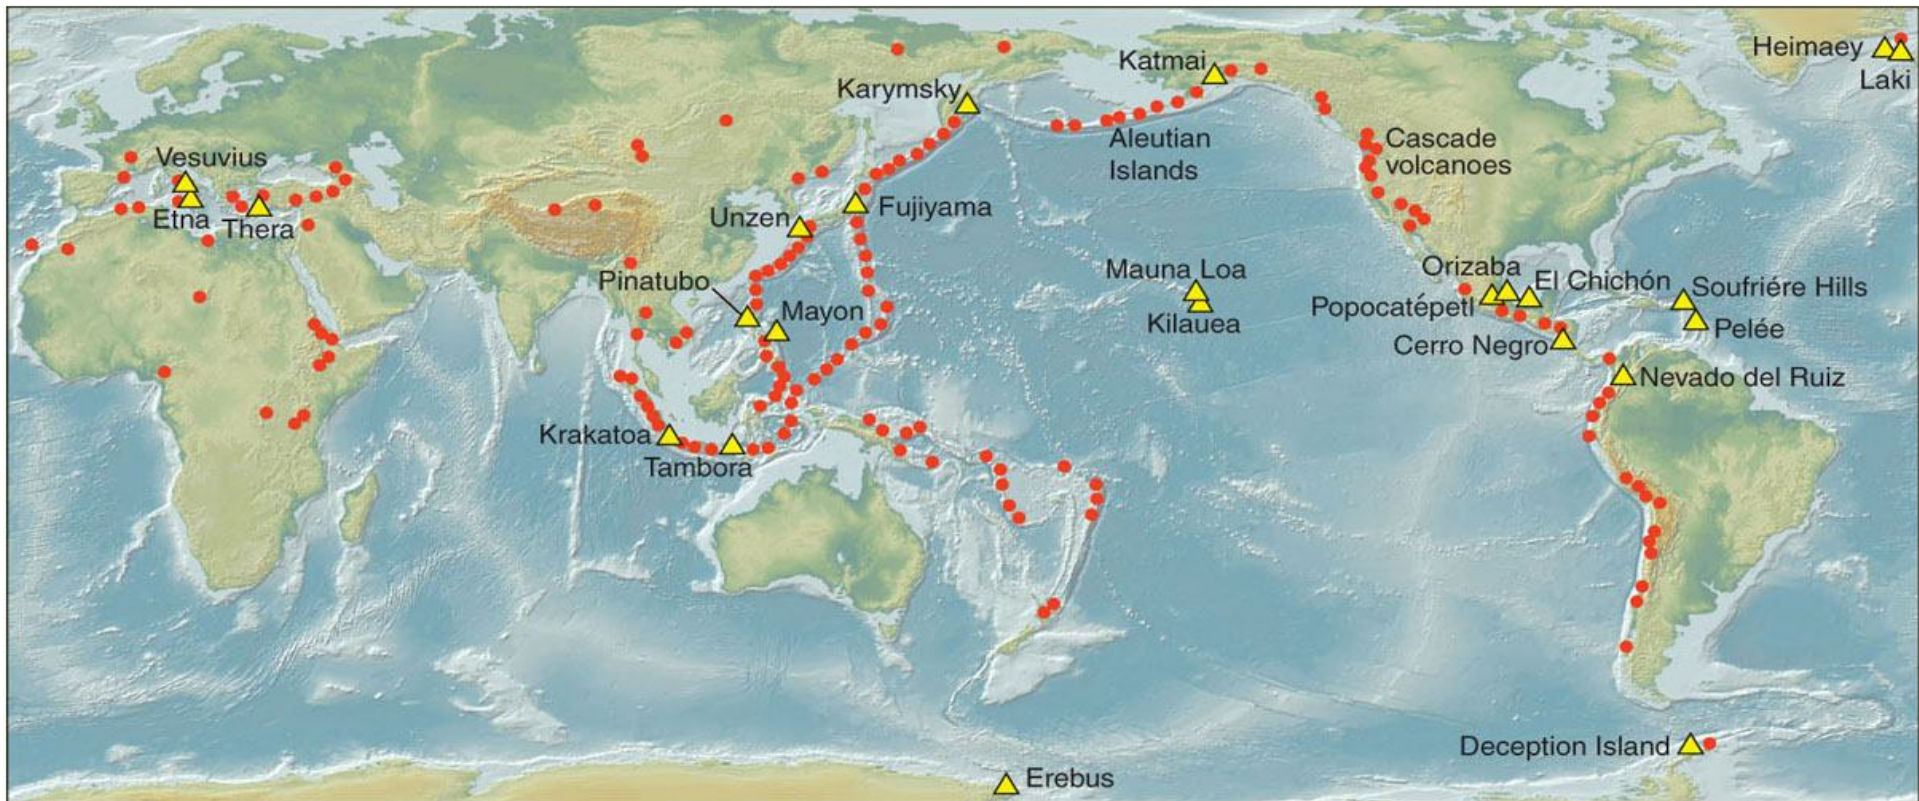 Heimaey
Laki
Katmai
Karymsky
Aleutian
Islands
Cascade
volcanoes
Vesuvius
Etna
Thera
Unzen
Fujiyama
Pinatubo
Mayon
Mauna Loa
Kilauea
Orizaba
El Chichón
Soufriére Hills
Popocatépetl
Pelée
Cerro Negro
Nevado del Ruiz
Krakatoa
Tambora
Deception Island
Erebus